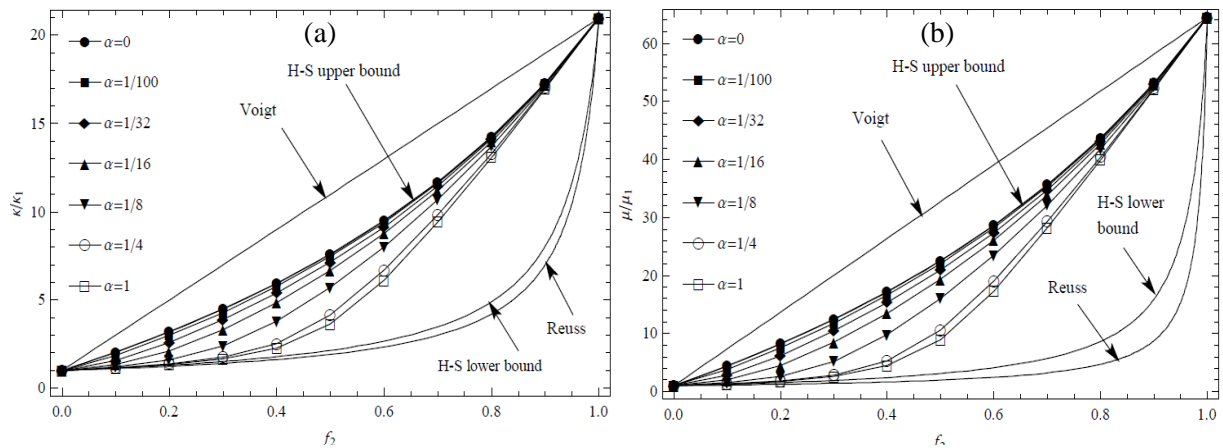 (a)
α=0
α=1/100
α=1/32
α=1/16
α=1/8
α=1/4
α=1
H-S upper bound
Voigt
Reuss
H-S lower bound
κ/κ₁
20
15
10
5
0
0.0 0.2 0.4 0.6 0.8 1.0
f₂
(b)
α=0
α=1/100
α=1/32
α=1/16
α=1/8
α=1/4
α=1
H-S upper bound
Voigt
H-S lower
bound
Reuss
μ/μ₁
60
50
40
30
20
10
0
0.0 0.2 0.4 0.6 0.8 1.0
f₂